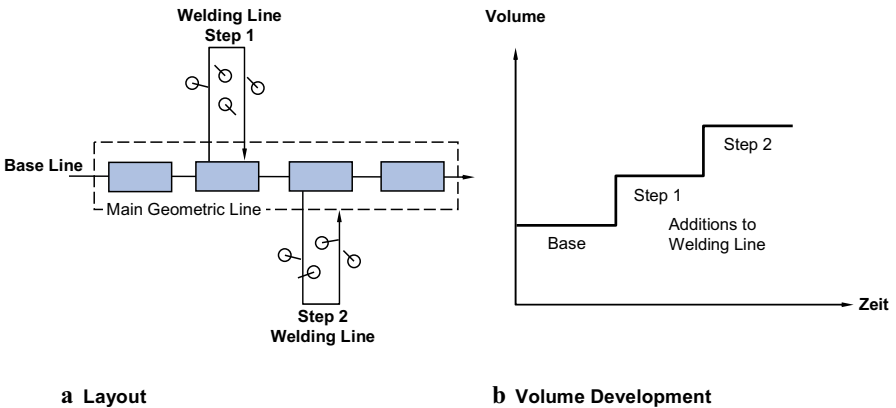 Welding Line
Step 1
Base Line
Main Geometric Line
Step 2
Welding Line
a Layout
Volume
Step 2
Step 1
Additions to
Welding Line
Base
Zeit
b Volume Development